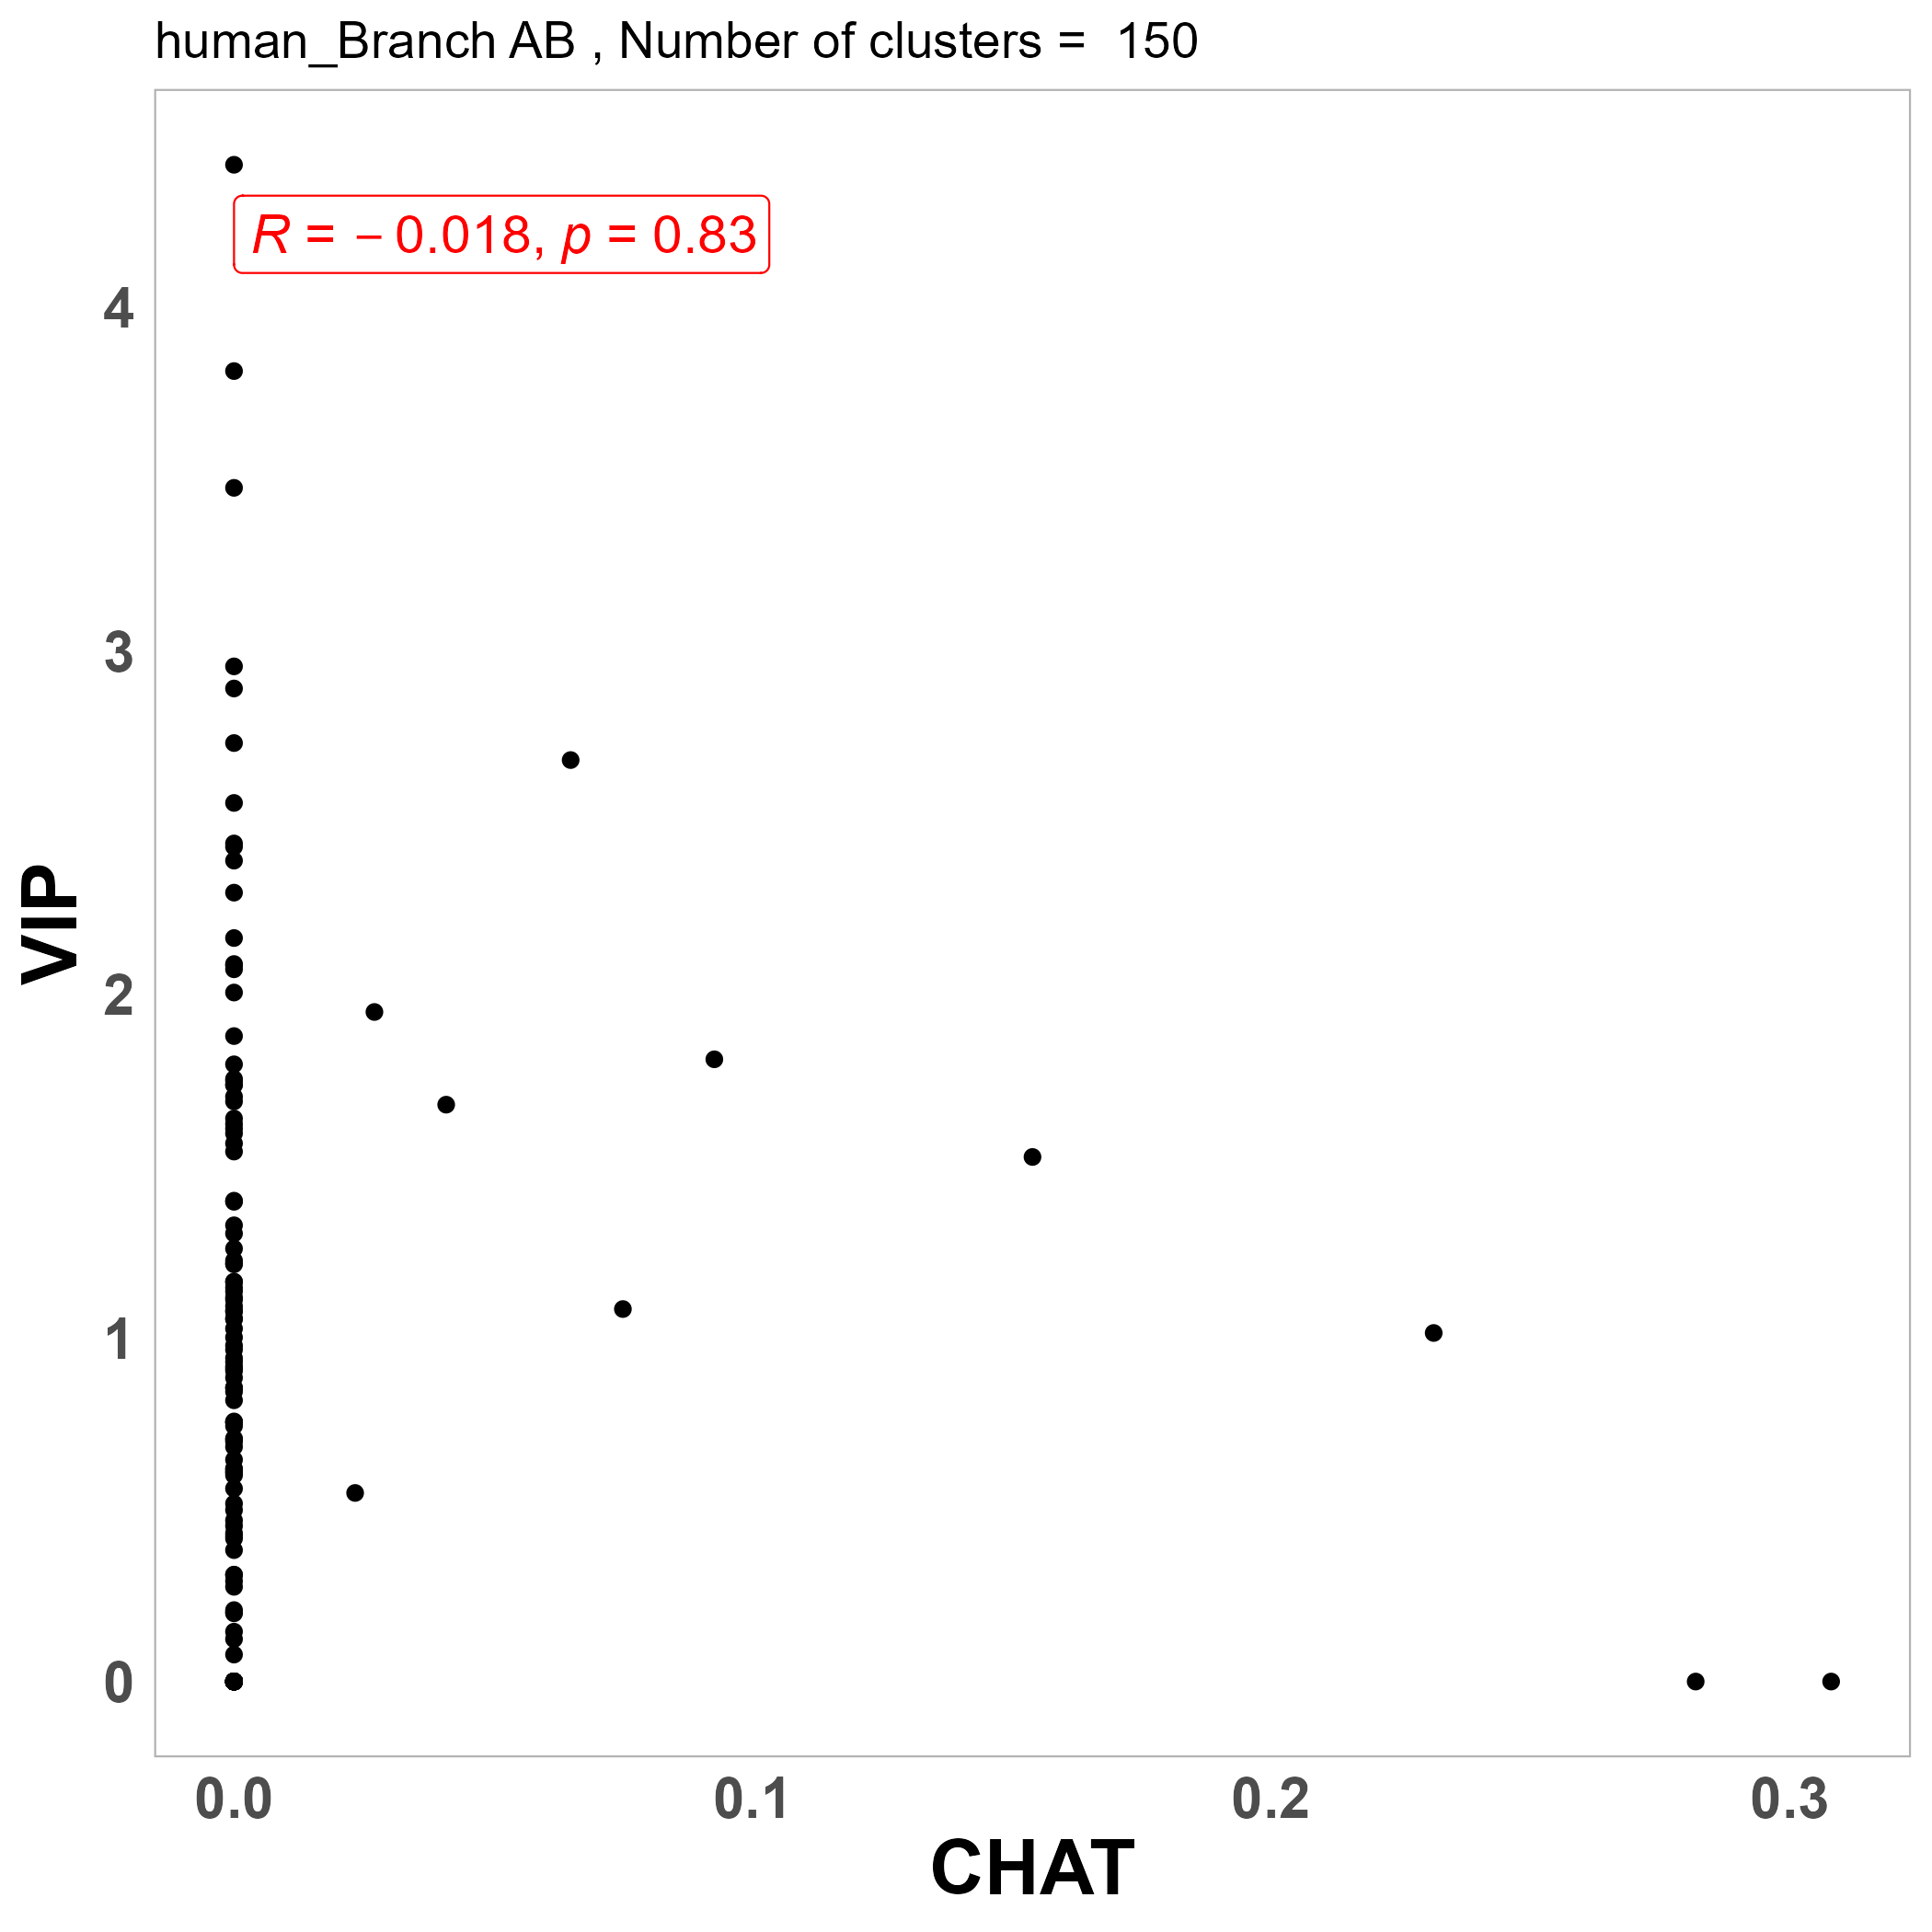 human_Branch AB , Number of clusters =  150
R = − 0.018, p = 0.83
4
3
2
1
0
VIP
0.0 0.1 0.2 0.3
CHAT